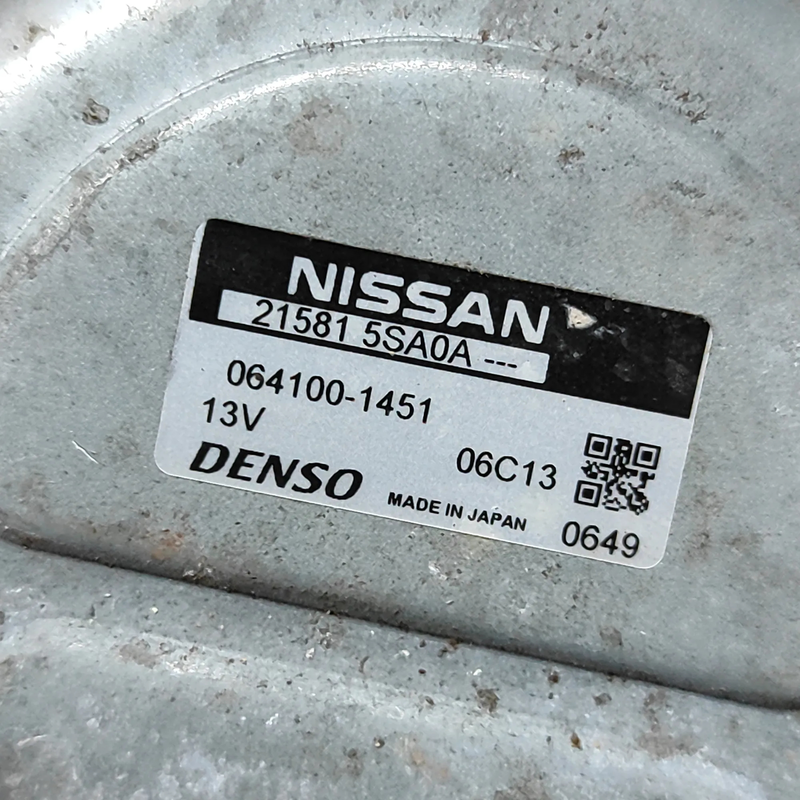 NISSAN
21581 5SA0A ---
064100-1451
13V
06C13
DENSO
MADE IN JAPAN
0649